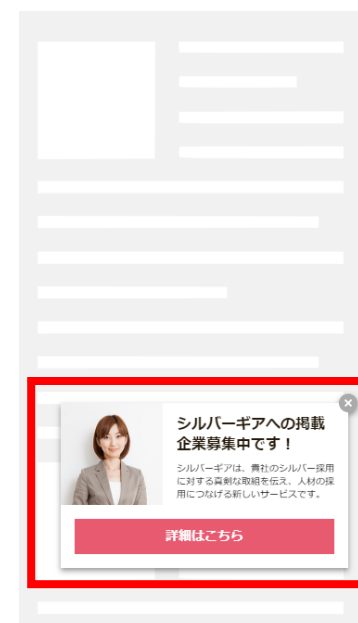 シルバーギアへの掲載
企業募集中です！
シルバーギアは、貴社のシルバー採用
に対する真剣な取組を伝え、人材の採
用につなげる新しいサービスです。
詳細はこちら